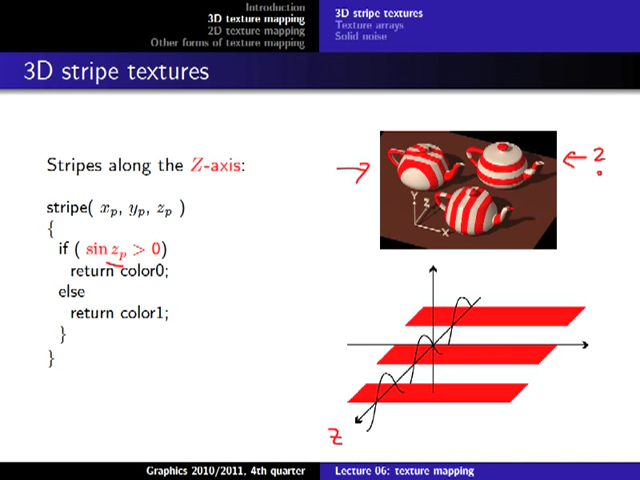 Introduction
3D texture mapping
2D texture mapping
Other forms of texture mapping
3D stripe textures
Texture arrays
Solid noise
3D stripe textures
Stripes along the Z-axis:
stripe( xₚ, yₚ, zₚ )
{
if ( sin zₚ > 0)
return color0;
else
return color1;
}
}
?
Y
Z
X
Z
Graphics 2010/2011, 4th quarter
Lecture 06: texture mapping